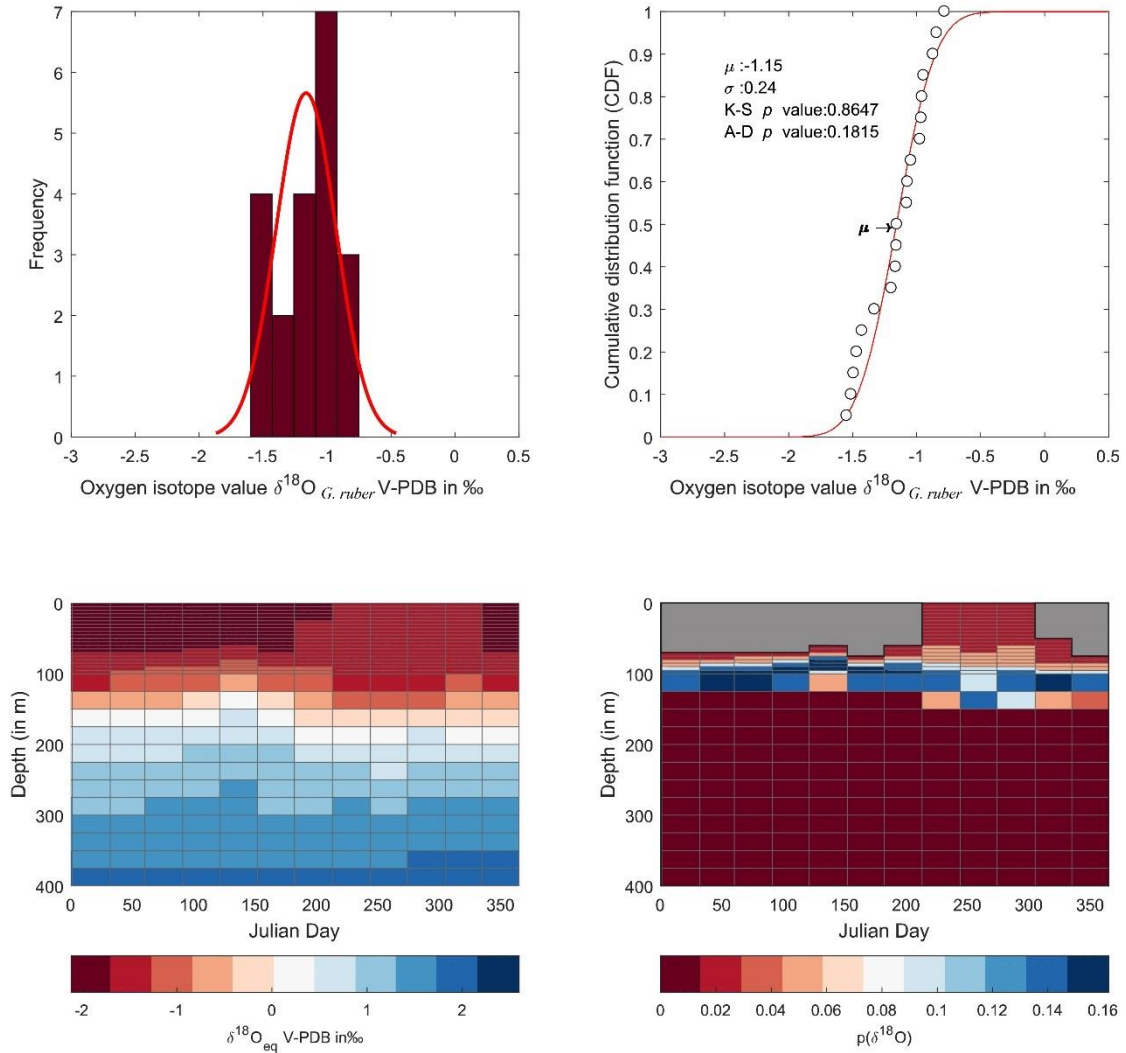 7
6
5
4
3
2
1
0
Frequency
-3 -2.5 -2 -1.5 -1 -0.5 0 0.5
Oxygen isotope value δ18O G. ruber V-PDB in ‰
1
0.9
0.8
0.7
0.6
0.5
0.4
0.3
0.2
0.1
0
Cumulative distribution function (CDF)
μ :-1.15
σ :0.24
K-S p value:0.8647
A-D p value:0.1815
μ
-3 -2.5 -2 -1.5 -1 -0.5 0 0.5
Oxygen isotope value δ18O G. ruber V-PDB in ‰
0
100
200
300
400
Depth (in m)
0 50 100 150 200 250 300 350
Julian Day
-2 -1 0 1 2
δ18Oeq V-PDB in‰
0
100
200
300
400
Depth (in m)
0 50 100 150 200 250 300 350
Julian Day
0 0.02 0.04 0.06 0.08 0.1 0.12 0.14 0.16
p(δ18O)